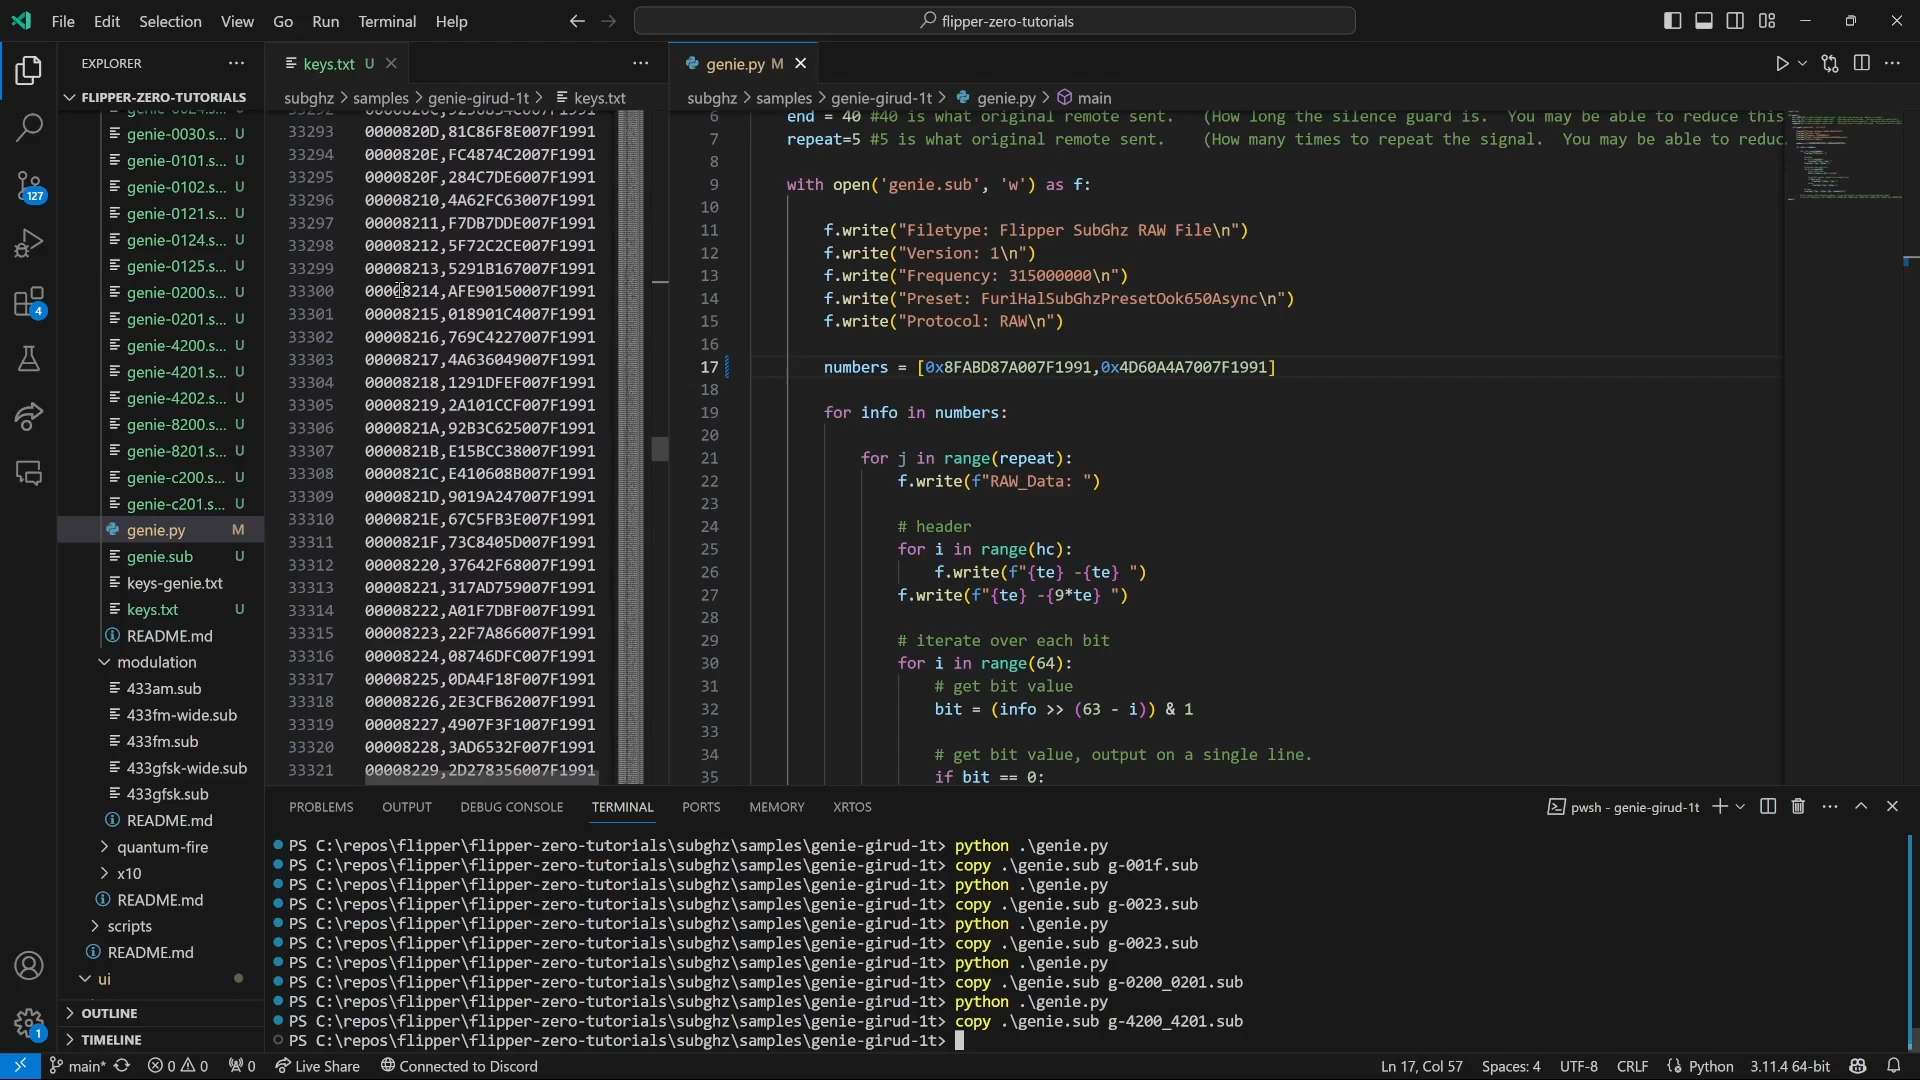 File Edit Selection View Go Run Terminal Help
flipper-zero-tutorials
EXPLORER
FLIPPER-ZERO-TUTORIALS
genie-0030.s... U
genie-0101.s... U
genie-0102.s... U
genie-0121.s... U
genie-0124.s... U
genie-0125.s... U
genie-0200.s... U
genie-0201.s... U
genie-4200.s... U
genie-4201.s... U
genie-4202.s... U
genie-8200.s... U
genie-8201.s... U
genie-c200.s... U
genie-c201.s... U
genie.py M
genie.sub U
keys-genie.txt
keys.txt U
README.md
modulation
433am.sub
433fm-wide.sub
433fm.sub
433gfsk-wide.sub
433gfsk.sub
README.md
quantum-fire
x10
README.md
scripts
README.md
ui
OUTLINE
TIMELINE
127
4
1
keys.txt U
subghz > samples > genie-girud-1t > keys.txt
33293 0000820D,81C86F8E007F1991
33294 0000820E,FC4874C2007F1991
33295 0000820F,284C7DE6007F1991
33296 00008210,4A62FC63007F1991
33297 00008211,F7DB7DDE007F1991
33298 00008212,5F72C2CE007F1991
33299 00008213,5291B167007F1991
33300 00008214,AFE90150007F1991
33301 00008215,018901C4007F1991
33302 00008216,769C4227007F1991
33303 00008217,4A636049007F1991
33304 00008218,1291DFEF007F1991
33305 00008219,2A101CCF007F1991
33306 0000821A,92B3C625007F1991
33307 0000821B,E15BCC38007F1991
33308 0000821C,E410608B007F1991
33309 0000821D,9019A247007F1991
33310 0000821E,67C5FB3E007F1991
33311 0000821F,73C8405D007F1991
33312 00008220,37642F68007F1991
33313 00008221,317AD759007F1991
33314 00008222,A01F7DBF007F1991
33315 00008223,22F7A866007F1991
33316 00008224,08746DFC007F1991
33317 00008225,0DA4F18F007F1991
33318 00008226,2E3CFB62007F1991
33319 00008227,4907F3F1007F1991
33320 00008228,3AD6532F007F1991
33321 00008229,2D278356007F1991
genie.py M
subghz > samples > genie-girud-1t > genie.py > main
6 end = 40 #40 is what original remote sent. (How long the silence guard is. You may be able to reduce this
7 repeat=5 #5 is what original remote sent. (How many times to repeat the signal. You may be able to reduc
8
9 with open('genie.sub', 'w') as f:
10
11 f.write("Filetype: Flipper SubGhz RAW File\n")
12 f.write("Version: 1\n")
13 f.write("Frequency: 315000000\n")
14 f.write("Preset: FuriHalSubGhzPresetOok650Async\n")
15 f.write("Protocol: RAW\n")
16
17 numbers = [0x8FABD87A007F1991,0x4D60A4A7007F1991]
18
19 for info in numbers:
20
21 for j in range(repeat):
22 f.write(f"RAW_Data: ")
23
24 # header
25 for i in range(hc):
26 f.write(f"{te} -{te} ")
27 f.write(f"{te} -{9*te} ")
28
29 # iterate over each bit
30 for i in range(64):
31 # get bit value
32 bit = (info >> (63 - i)) & 1
33
34 # get bit value, output on a single line.
35 if bit == 0:
PROBLEMS OUTPUT DEBUG CONSOLE TERMINAL PORTS MEMORY XRTOS
pwsh - genie-girud-1t
PS C:\repos\flipper\flipper-zero-tutorials\subghz\samples\genie-girud-1t> python .\genie.py
PS C:\repos\flipper\flipper-zero-tutorials\subghz\samples\genie-girud-1t> copy .\genie.sub g-001f.sub
PS C:\repos\flipper\flipper-zero-tutorials\subghz\samples\genie-girud-1t> python .\genie.py
PS C:\repos\flipper\flipper-zero-tutorials\subghz\samples\genie-girud-1t> copy .\genie.sub g-0023.sub
PS C:\repos\flipper\flipper-zero-tutorials\subghz\samples\genie-girud-1t> python .\genie.py
PS C:\repos\flipper\flipper-zero-tutorials\subghz\samples\genie-girud-1t> copy .\genie.sub g-0023.sub
PS C:\repos\flipper\flipper-zero-tutorials\subghz\samples\genie-girud-1t> python .\genie.py
PS C:\repos\flipper\flipper-zero-tutorials\subghz\samples\genie-girud-1t> copy .\genie.sub g-0200_0201.sub
PS C:\repos\flipper\flipper-zero-tutorials\subghz\samples\genie-girud-1t> python .\genie.py
PS C:\repos\flipper\flipper-zero-tutorials\subghz\samples\genie-girud-1t> copy .\genie.sub g-4200_4201.sub
PS C:\repos\flipper\flipper-zero-tutorials\subghz\samples\genie-girud-1t>
main* 0 0 0 Live Share Connected to Discord Ln 17, Col 57 Spaces: 4 UTF-8 CRLF Python 3.11.4 64-bit